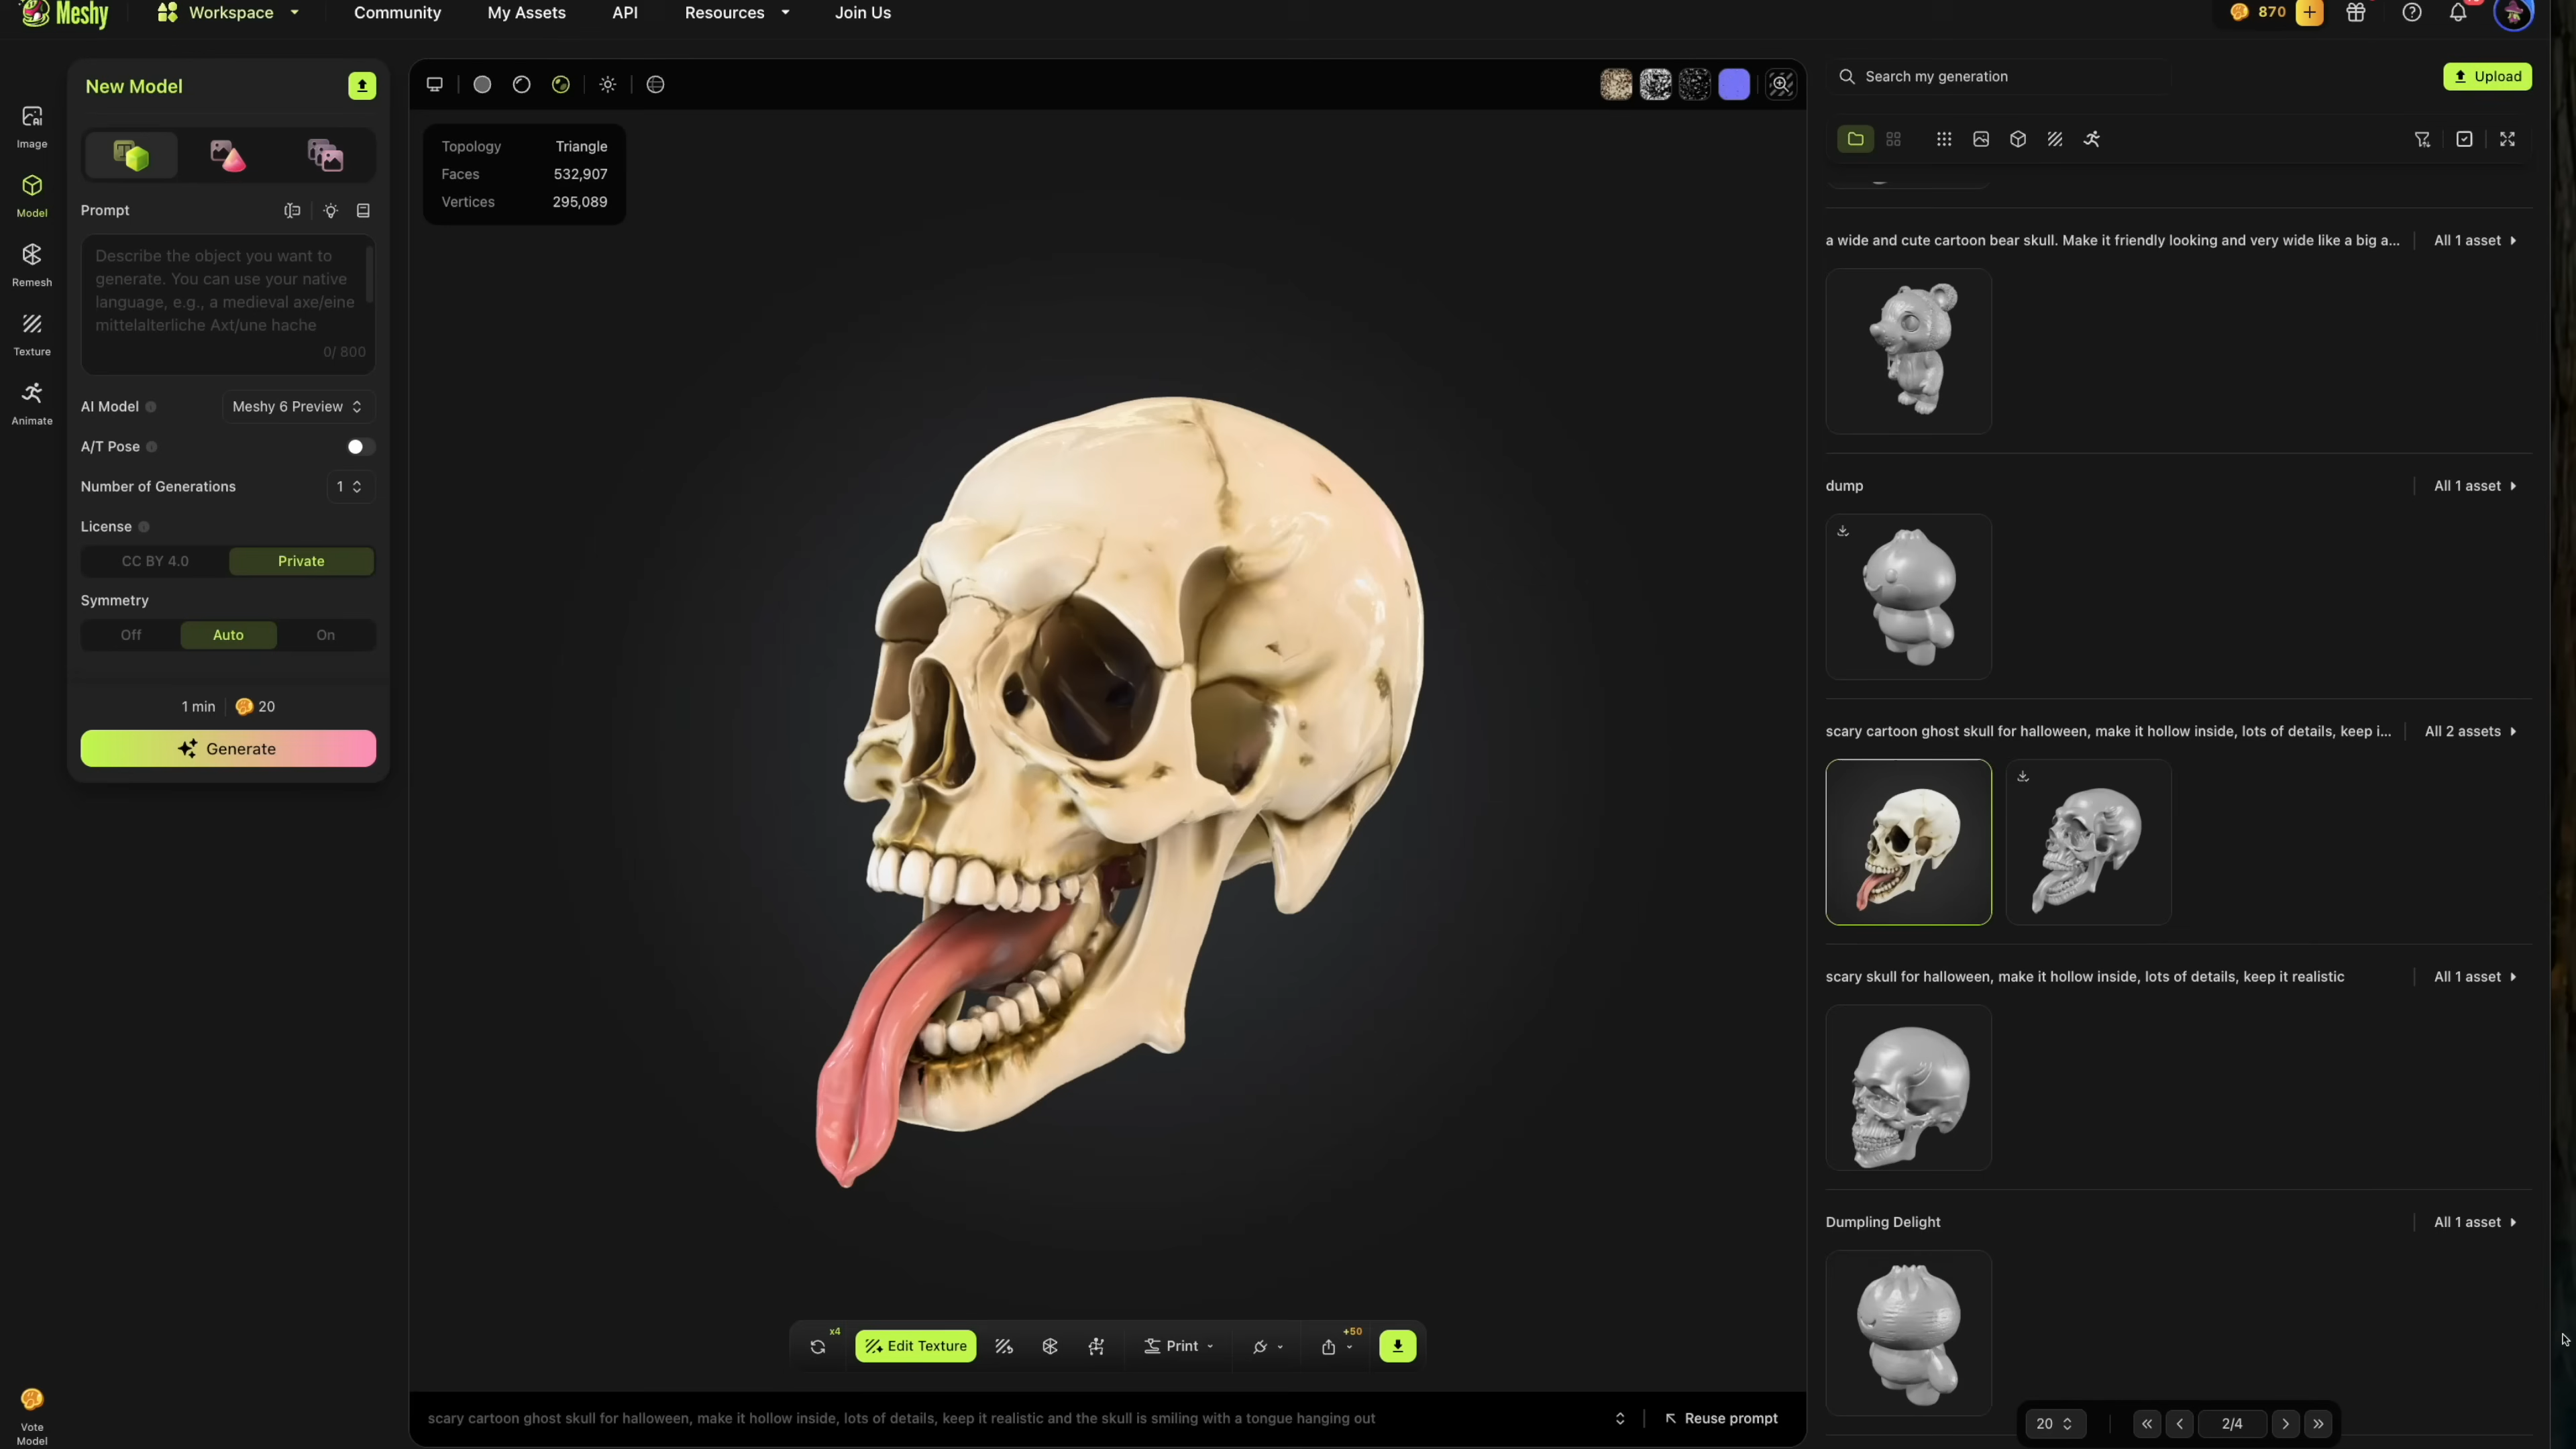 Meshy
Workspace
Community
My Assets
API
Resources
Join Us
870
Image
Model
Remesh
Texture
Animate
Vote
Model
New Model
Prompt
Describe the object you want to
generate. You can use your native
language, e.g., a medieval axe/eine
mittelalterliche Axt/une hache
0/ 800
AI Model
Meshy 6 Preview
A/T Pose
Number of Generations
1
License
CC BY 4.0
Private
Symmetry
Off
Auto
On
1 min
20
Generate
Topology Triangle
Faces 532,907
Vertices 295,089
x4
Edit Texture
Print
+50
scary cartoon ghost skull for halloween, make it hollow inside, lots of details, keep it realistic and the skull is smiling with a tongue hanging out
Reuse prompt
Search my generation
Upload
a wide and cute cartoon bear skull. Make it friendly looking and very wide like a big a...
All 1 asset
dump
All 1 asset
scary cartoon ghost skull for halloween, make it hollow inside, lots of details, keep i...
All 2 assets
scary skull for halloween, make it hollow inside, lots of details, keep it realistic
All 1 asset
Dumpling Delight
All 1 asset
20
2/4